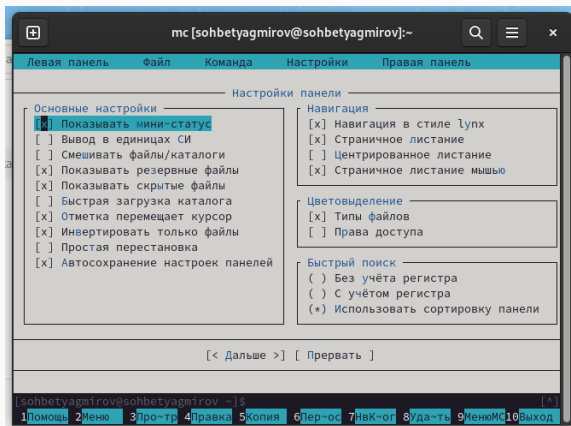 mc [sohbetyagmirov@sohbetyagmirov]:~
Левая панель Файл Команда Настройки Правая панель
Настройки панели
Основные настройки
[x] Показывать мини-статус
[ ] Вывод в единицах СИ
[ ] Смешивать файлы/каталоги
[x] Показывать резервные файлы
[x] Показывать скрытые файлы
[ ] Быстрая загрузка каталога
[x] Отметка перемещает курсор
[x] Инвертировать только файлы
[ ] Простая перестановка
[x] Автосохранение настроек панелей
Навигация
[x] Навигация в стиле lynx
[x] Страничное листание
[ ] Центрированное листание
[x] Страничное листание мышью
Цветовыделение
[x] Типы файлов
[ ] Права доступа
Быстрый поиск
( ) Без учёта регистра
( ) С учётом регистра
(*) Использовать сортировку панели
[< Дальше >] [ Прервать ]
[sohbetyagmirov@sohbetyagmirov ~]$ [^]
1Помощь 2Меню 3Про~тр 4Правка 5Копия 6Пер~ос 7НвК~ог 8Уда~ть 9МенюMC 10Выход